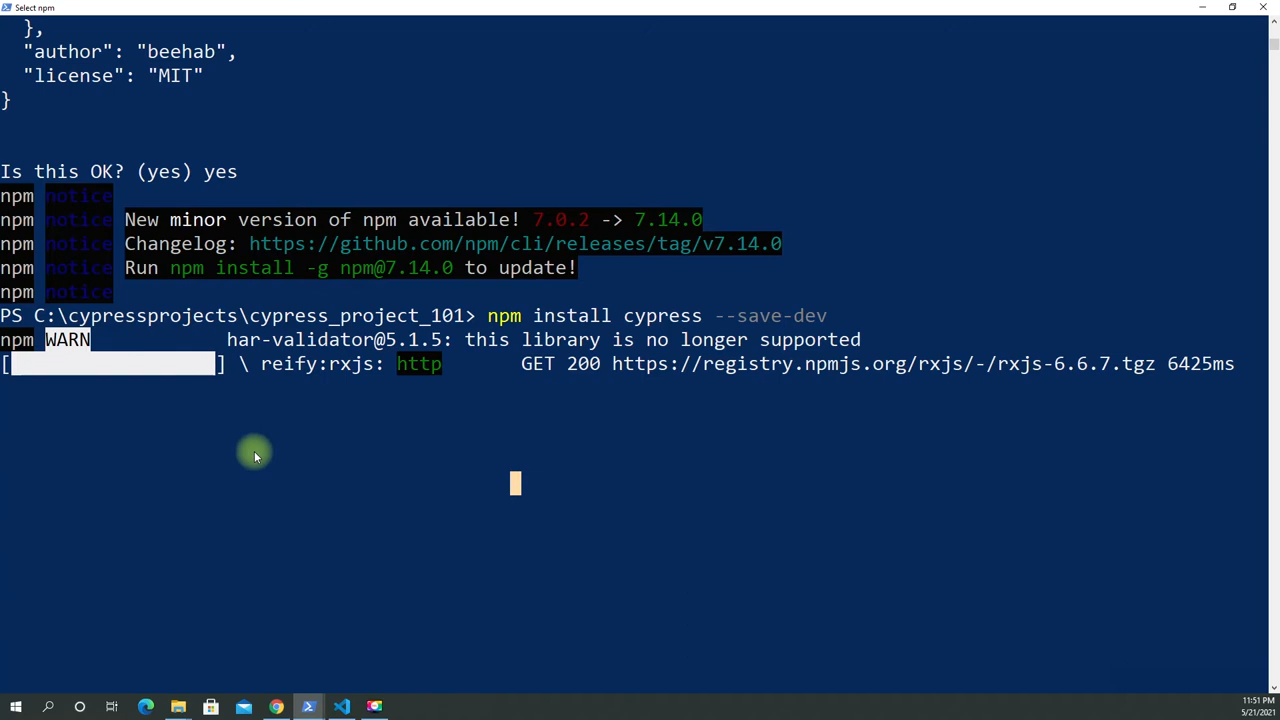 Select npm
},
"author": "beehab",
"license": "MIT"
}
Is this OK? (yes) yes
npm notice
npm notice New minor version of npm available! 7.0.2 -> 7.14.0
npm notice Changelog: https://github.com/npm/cli/releases/tag/v7.14.0
npm notice Run npm install -g npm@7.14.0 to update!
npm notice
PS C:\cypressprojects\cypress_project_101> npm install cypress --save-dev
npm WARN har-validator@5.1.5: this library is no longer supported
[ ] \ reify:rxjs: http GET 200 https://registry.npmjs.org/rxjs/-/rxjs-6.6.7.tgz 6425ms
11:51 PM
5/21/2021